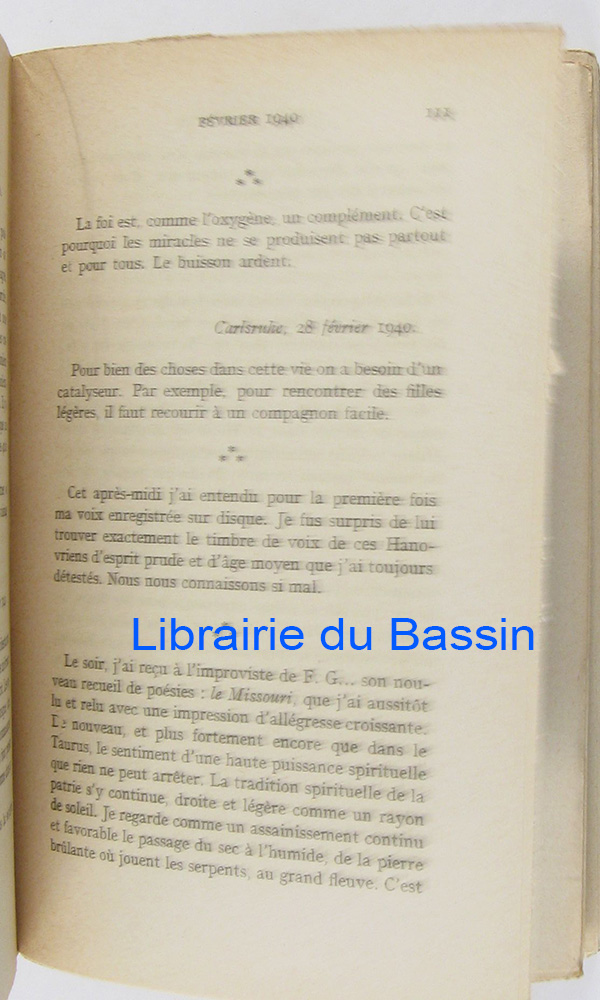 FÉVRIER 1940 111
La foi est, comme l'oxygène, un complément. C'est
pourquoi les miracles ne se produisent pas partout
et pour tous. Le buisson ardent.
Carlsruhe, 28 février 1940.
Pour bien des choses dans cette vie on a besoin d'un
catalyseur. Par exemple, pour rencontrer des filles
légères, il faut recourir à un compagnon facile.
Cet après-midi j'ai entendu pour la première fois
ma voix enregistrée sur disque. Je fus surpris de lui
trouver exactement le timbre de voix de ces Hano-
vriens d'esprit prude et d'âge moyen que j'ai toujours
détestés. Nous nous connaissons si mal.
Librairie du Bassin
Le soir, j'ai reçu à l'improviste de F. G... son nou-
veau recueil de poésies : le Missouri, que j'ai aussitôt
lu et relu avec une impression d'allégresse croissante.
De nouveau, et plus fortement encore que dans le
Taurus, le sentiment d'une haute puissance spirituelle
que rien ne peut arrêter. La tradition spirituelle de la
patrie s'y continue, droite et légère comme un rayon
de soleil. Je regarde comme un assainissement continu
et favorable le passage du sec à l'humide, de la pierre
brûlante où jouent les serpents, au grand fleuve. C'est